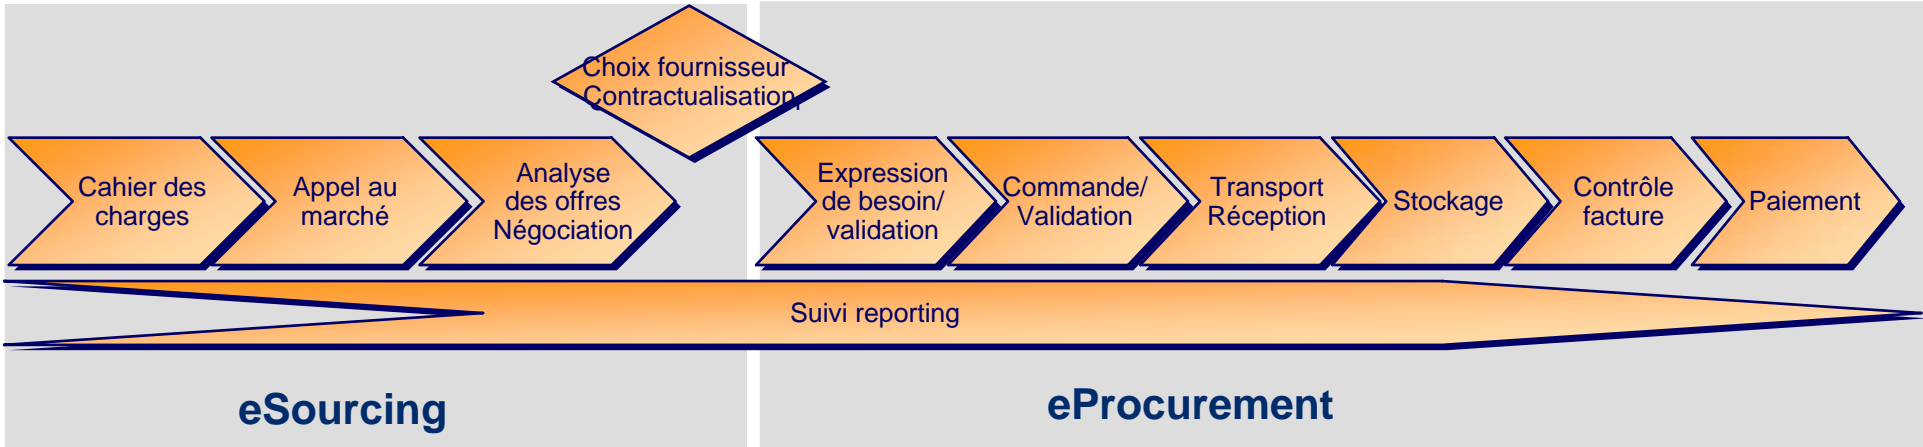 Choix fournisseur
Contractualisation
Cahier des
charges
Appel au
marché
Analyse
des offres
Négociation
Expression
de besoin/
validation
Commande/
Validation
Transport
Réception
Stockage
Contrôle
facture
Paiement
Suivi reporting
eSourcing
eProcurement